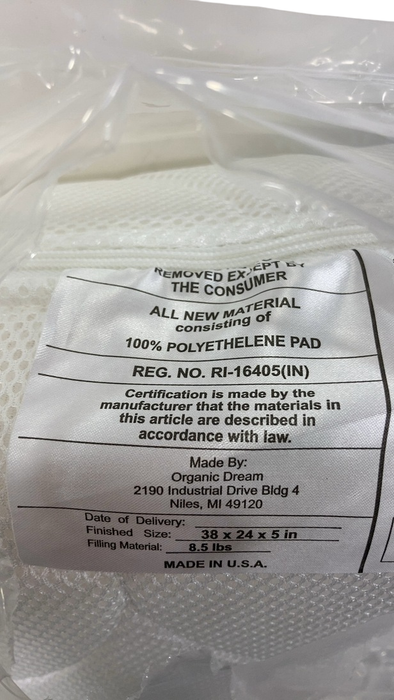 REMOVED EXCEPT BY
THE CONSUMER
ALL NEW MATERIAL
consisting of
100% POLYETHELENE PAD
REG. NO. RI-16405(IN)
Certification is made by the
manufacturer that the materials in
this article are described in
accordance with law.
Made By:
Organic Dream
2190 Industrial Drive Bldg 4
Niles, MI 49120
Date of Delivery:
Finished Size: 38 x 24 x 5 in
Filling Material: 8.5 lbs
MADE IN U.S.A.